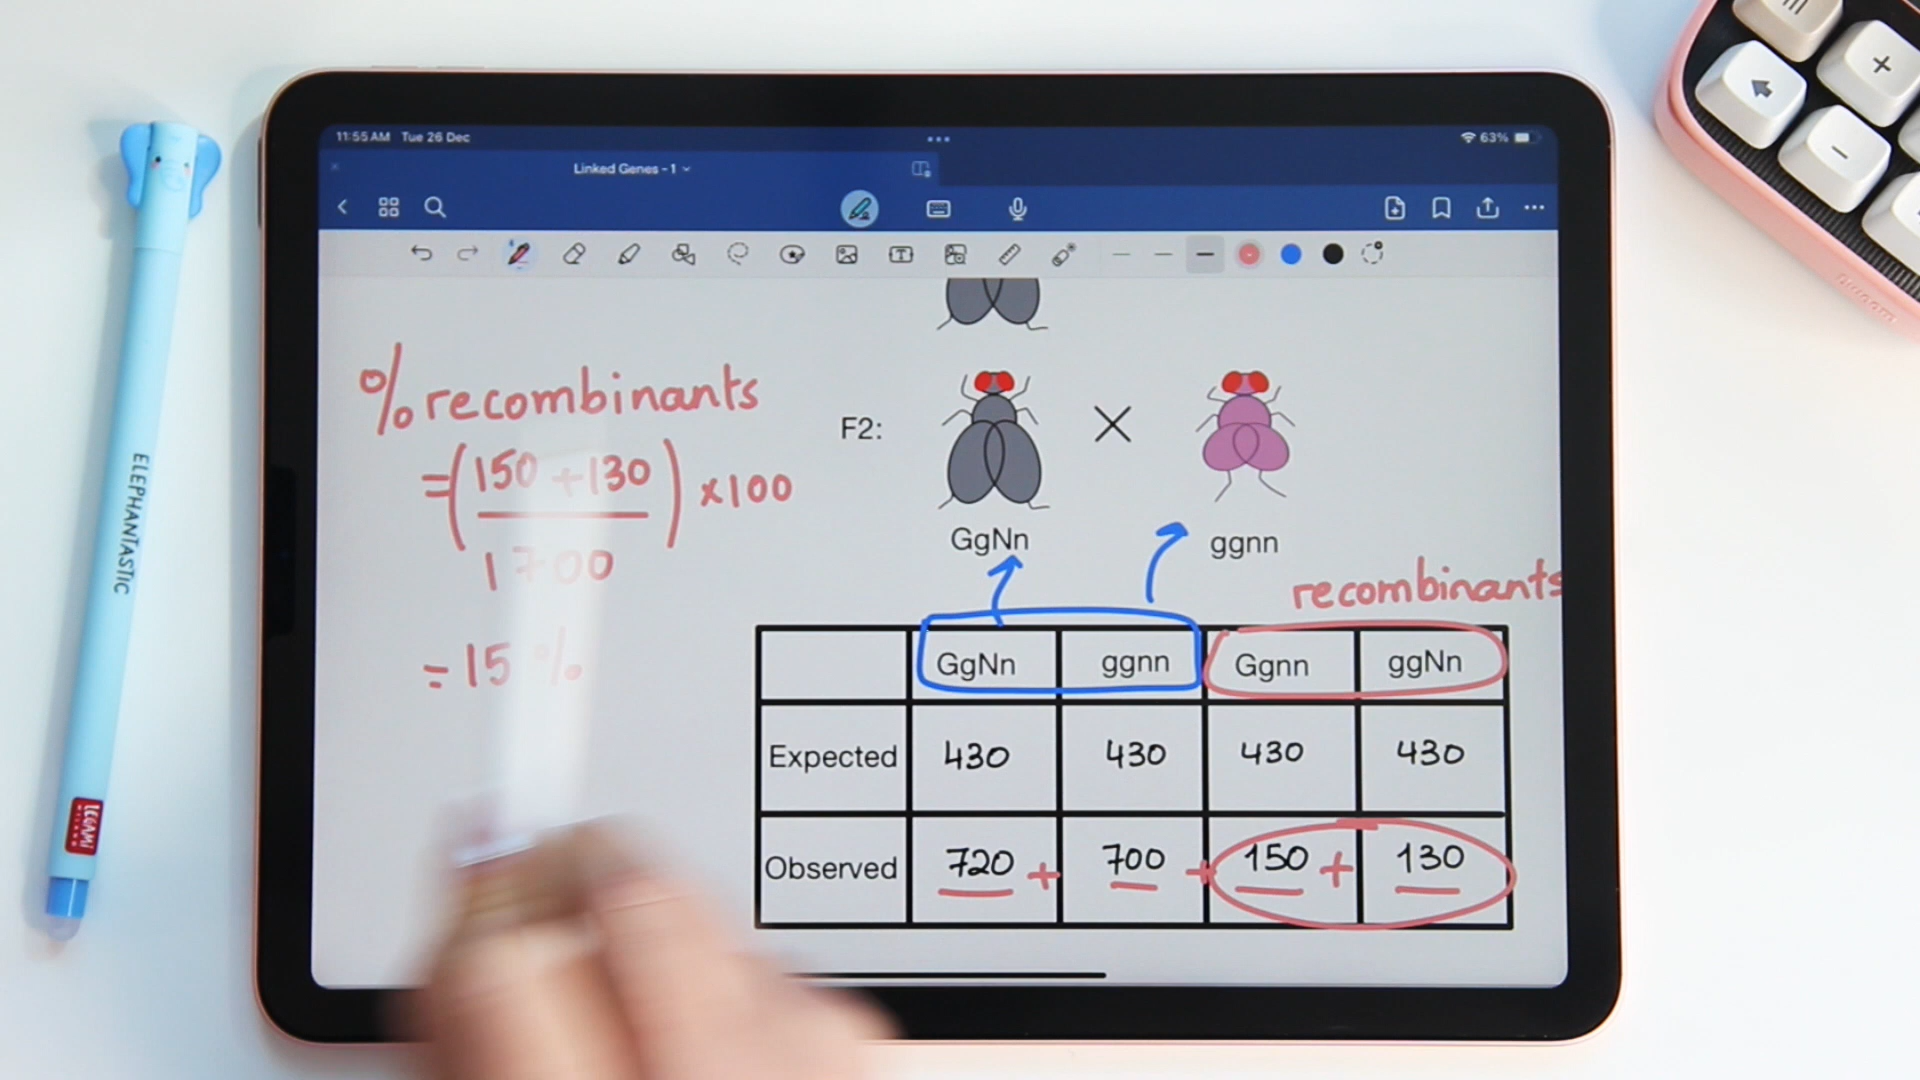 11:55 AM Tue 26 Dec
63%
Linked Genes - 1
% recombinants
=(150 +130
1700
) ×100
= 15 %
F2:
GgNn
ggnn
recombinants
GgNn ggnn Ggnn ggNn
Expected 430 430 430 430
Observed 720 + 700 + 150 + 130
ELEPHANTASTIC
LEGAMI
+
-